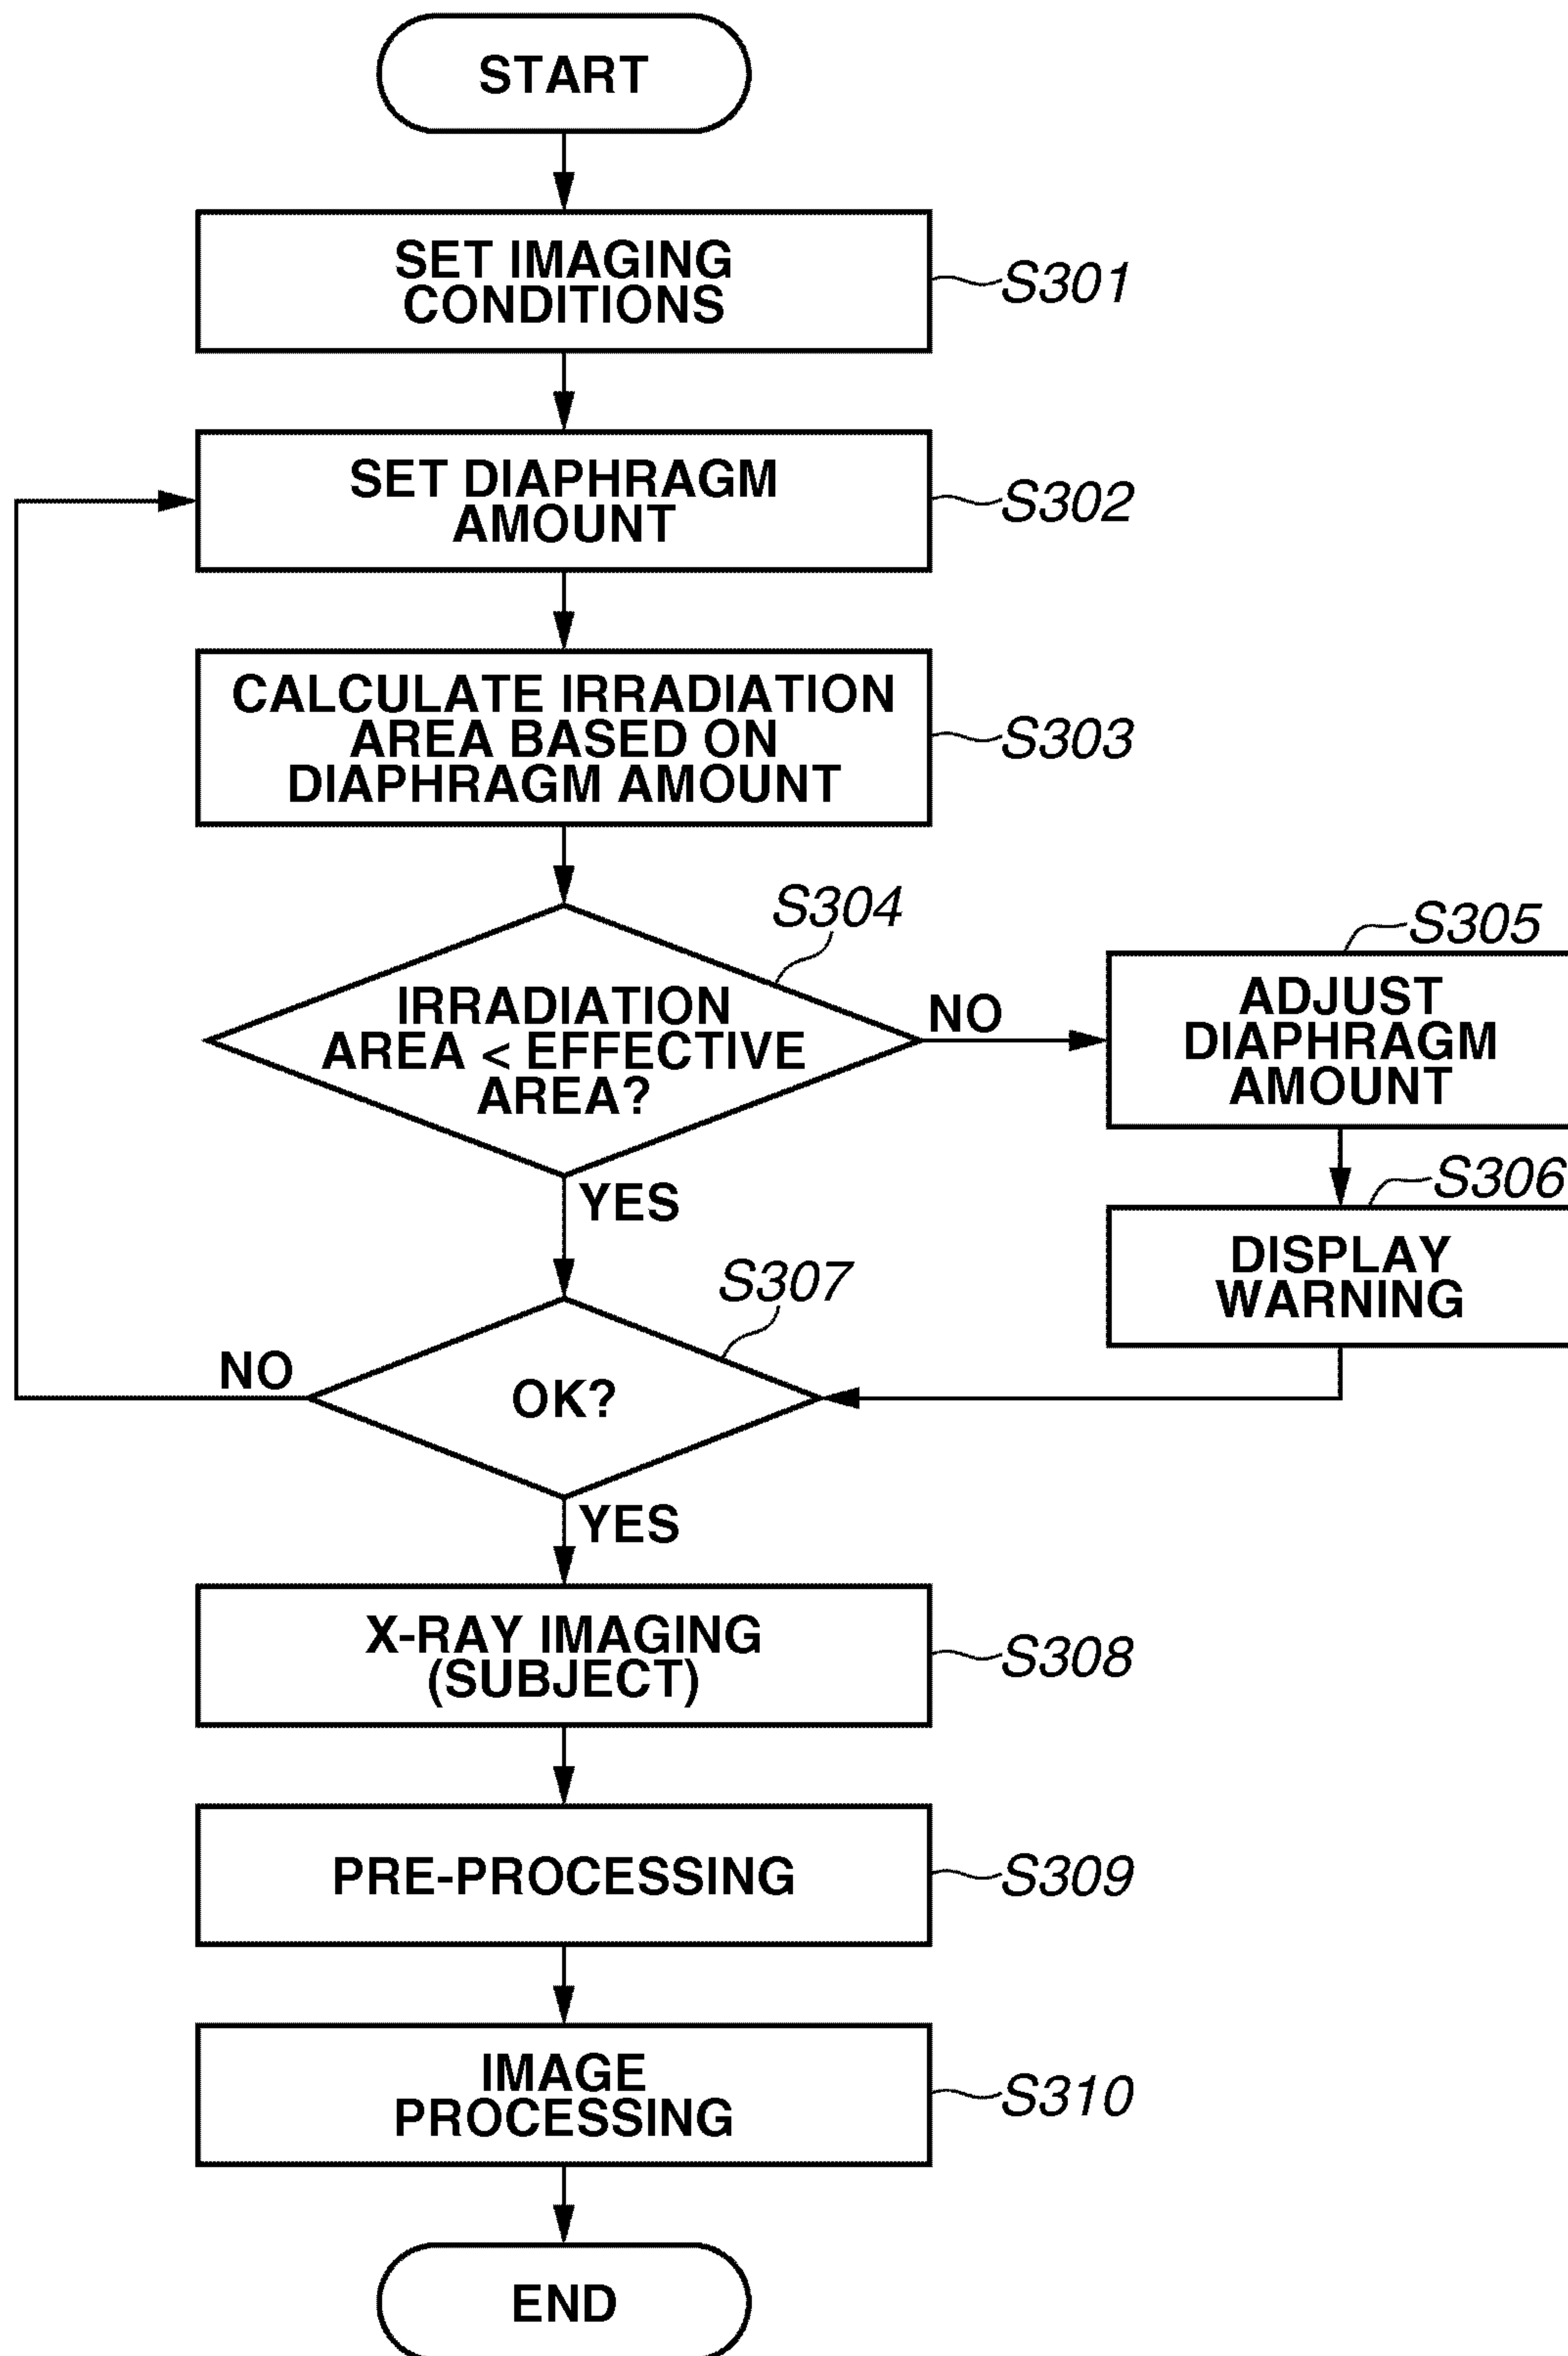 START
SET IMAGING
CONDITIONS
S301
SET DIAPHRAGM
AMOUNT
S302
CALCULATE IRRADIATION
AREA BASED ON
DIAPHRAGM AMOUNT
S303
S304
IRRADIATION
AREA < EFFECTIVE
AREA?
NO
YES
S305
ADJUST
DIAPHRAGM
AMOUNT
S306
DISPLAY
WARNING
S307
OK?
NO
YES
X-RAY IMAGING
(SUBJECT)
S308
PRE-PROCESSING
S309
IMAGE
PROCESSING
S310
END